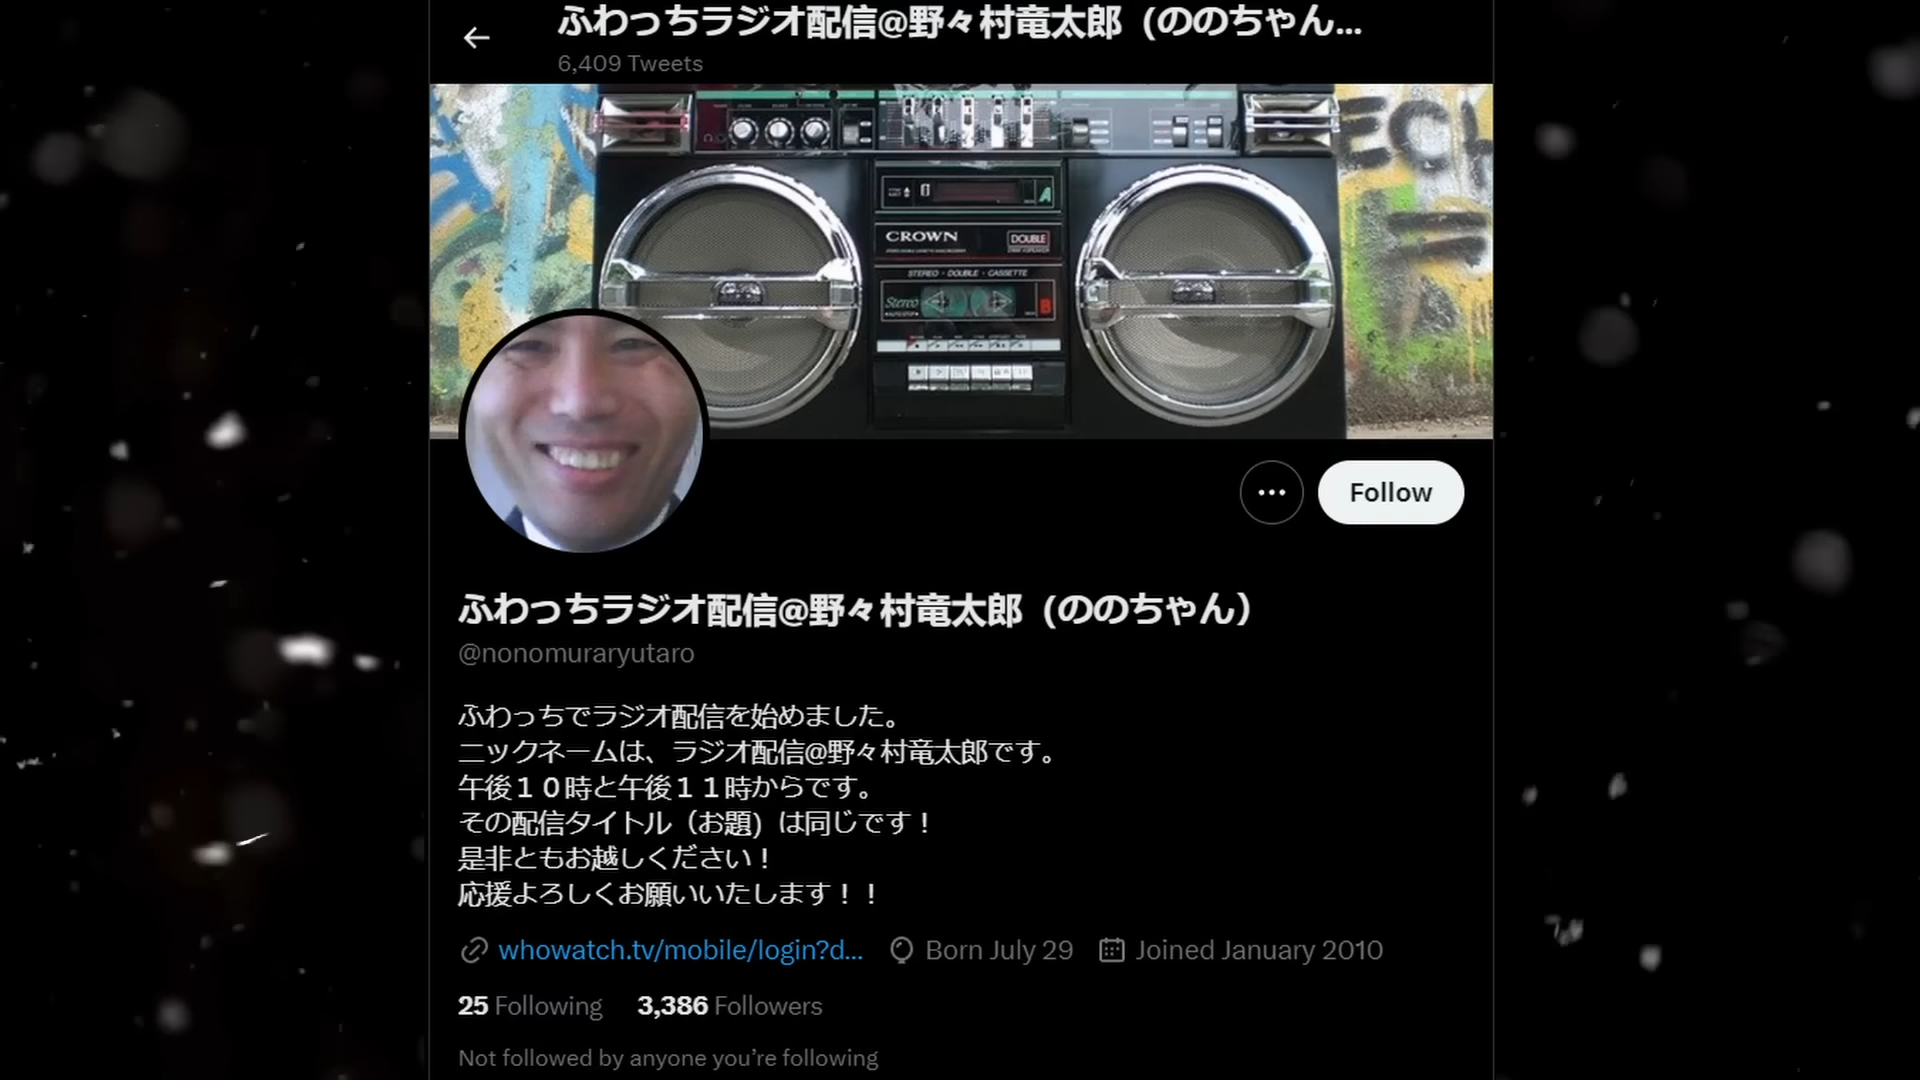 ふわっちラジオ配信@野々村竜太郎（ののちゃん...
6,409 Tweets
ECH
A
CROWN
DOUBLE
STEREO · DOUBLE · CASSETTE
Stereo
B
Follow
ふわっちラジオ配信@野々村竜太郎（ののちゃん）
@nonomuraryutaro
ふわっちでラジオ配信を始めました。
ニックネームは、ラジオ配信@野々村竜太郎です。
午後１０時と午後１１時からです。
その配信タイトル（お題）は同じです！
是非ともお越しください！
応援よろしくお願いいたします！！
whowatch.tv/mobile/login?d... Born July 29 Joined January 2010
25 Following 3,386 Followers
Not followed by anyone you’re following